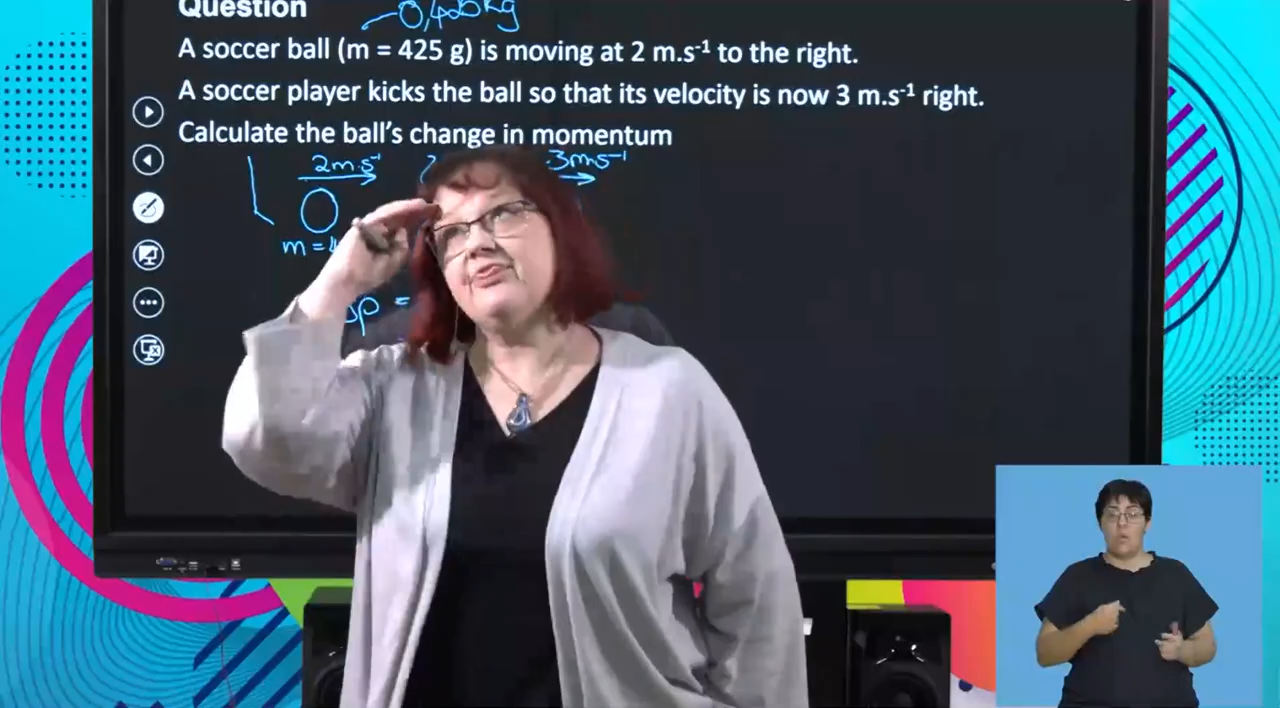 Question
0,425kg
A soccer ball (m = 425 g) is moving at 2 m.s⁻¹ to the right.
A soccer player kicks the ball so that its velocity is now 3 m.s⁻¹ right.
Calculate the ball's change in momentum
2m.s⁻¹
3ms⁻¹
m =
p =